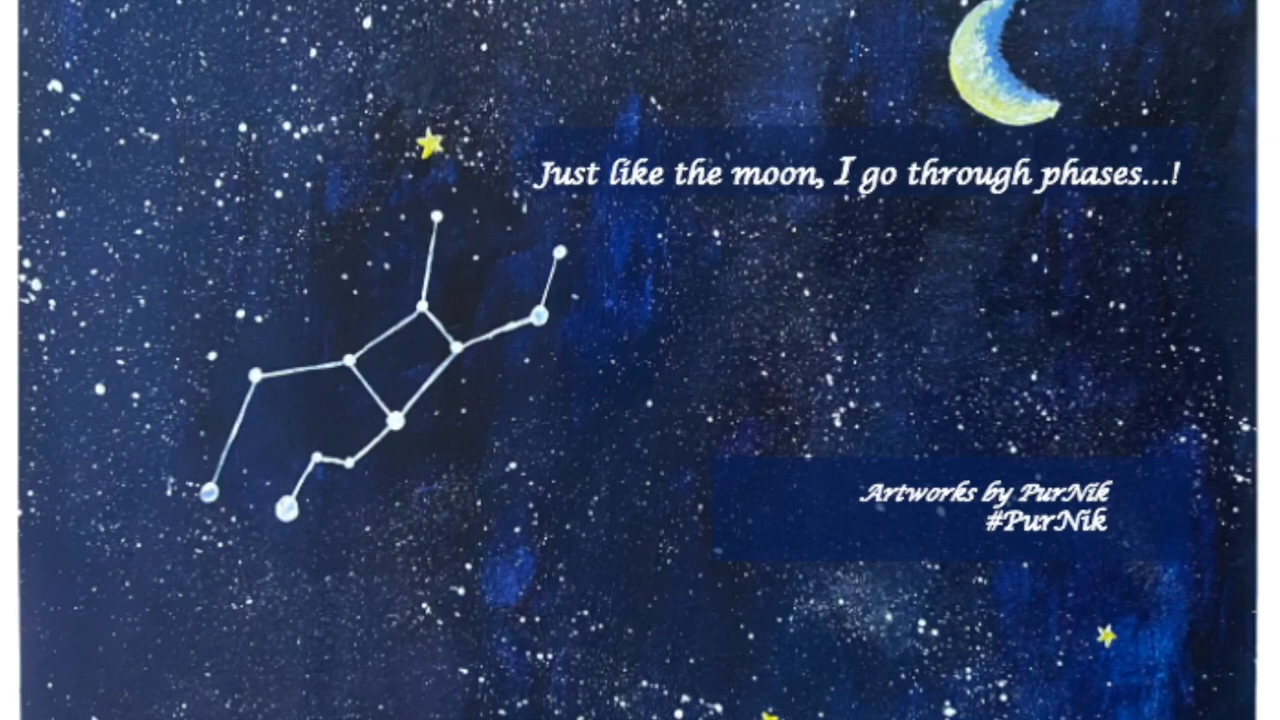 Just like the moon, I go through phases...!
Artworks by PurNik
#PurNik